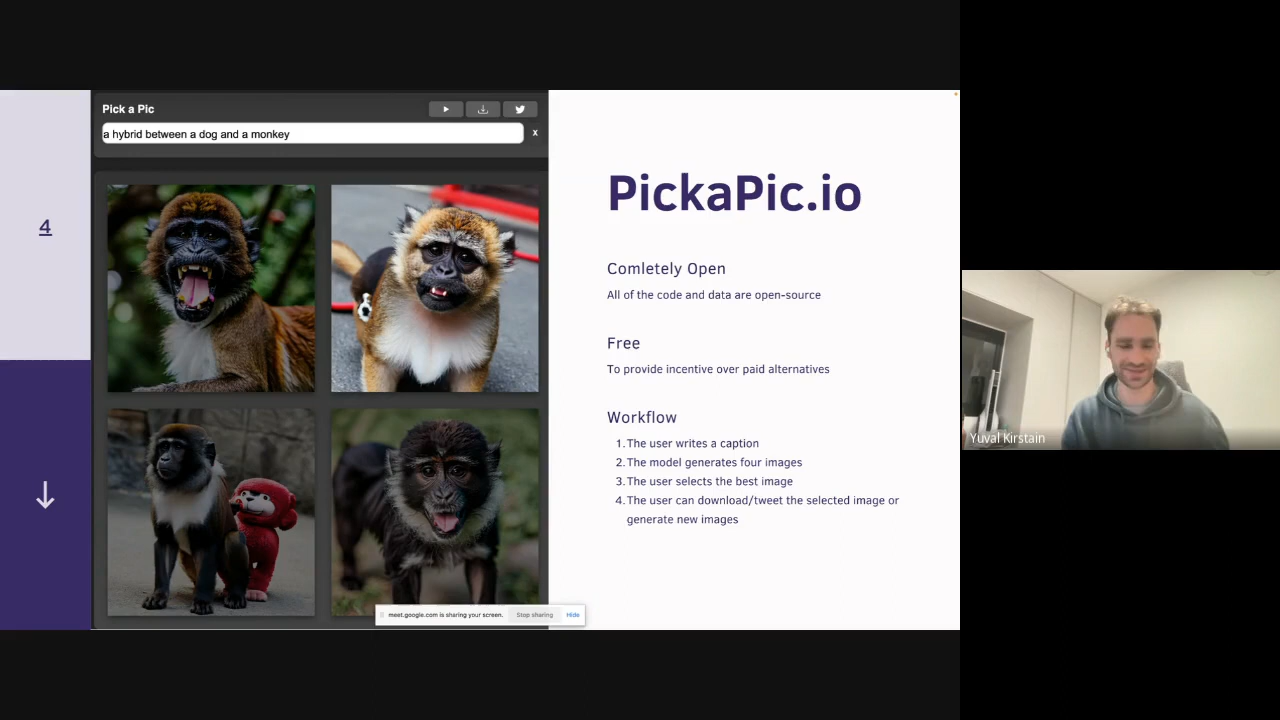 4
Pick a Pic
a hybrid between a dog and a monkey
x
PickaPic.io
Comletely Open
All of the code and data are open-source
Free
To provide incentive over paid alternatives
Workflow
1. The user writes a caption
2. The model generates four images
3. The user selects the best image
4. The user can download/tweet the selected image or
generate new images
meet.google.com is sharing your screen. Stop sharing Hide
Yuval Kirstain